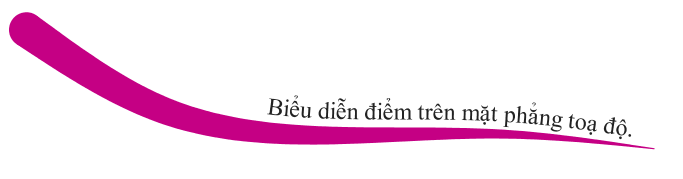 Biểu diễn điểm trên mặt phẳng toạ độ.